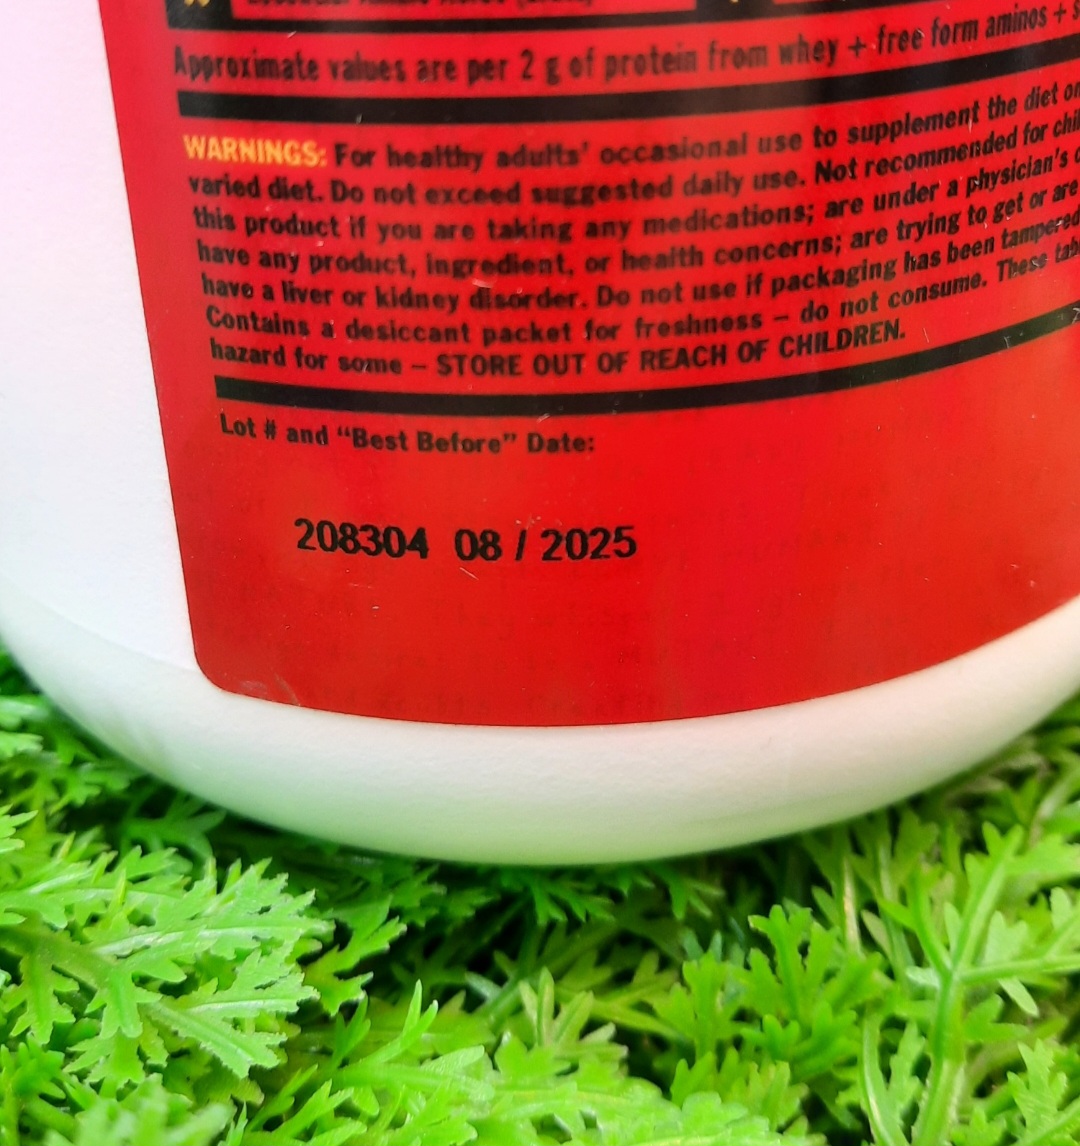 Approximate values are per 2 g of protein from whey + free form aminos +
WARNINGS: For healthy adults' occasional use to supplement the diet
varied diet. Do not exceed suggested daily use. Not recommended for
this product if you are taking any medications; are under a physician's
have any product, ingredient, or health concerns; are trying to get or are
have a liver or kidney disorder. Do not use if packaging has been tampered
Contains a desiccant packet for freshness – do not consume. These
hazard for some – STORE OUT OF REACH OF CHILDREN.
Lot # and “Best Before” Date:
208304 08 / 2025